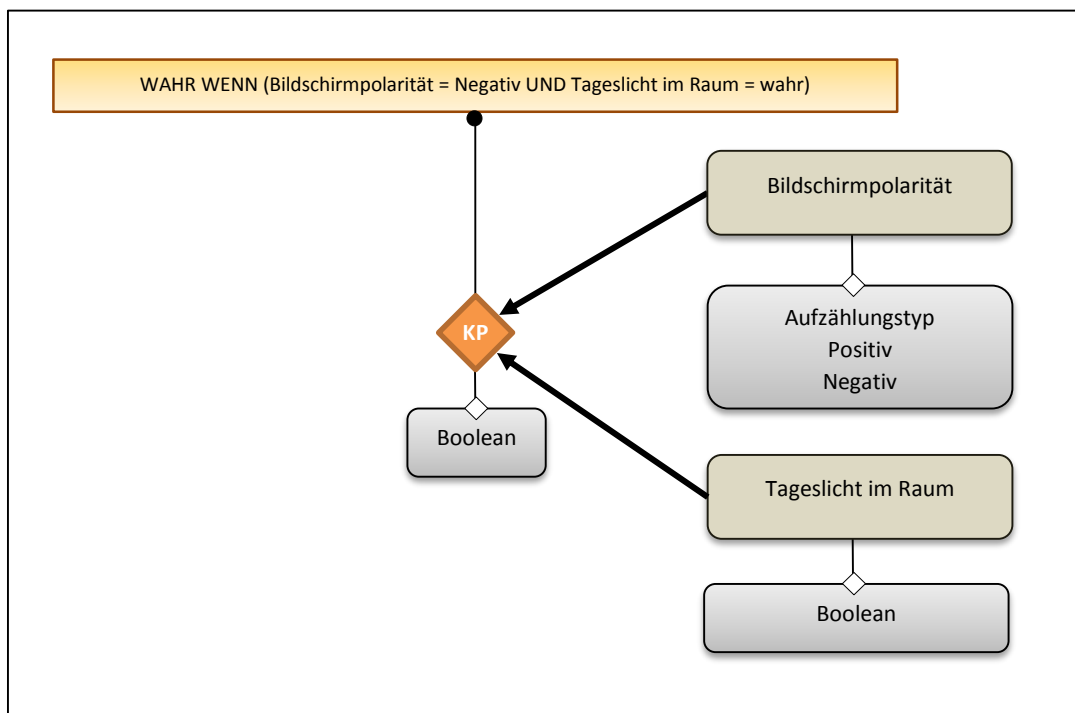 WAHR WENN (Bildschirmpolarität = Negativ UND Tageslicht im Raum = wahr)
Bildschirmpolarität
Aufzählungstyp
Positiv
Negativ
KP
Boolean
Tageslicht im Raum
Boolean